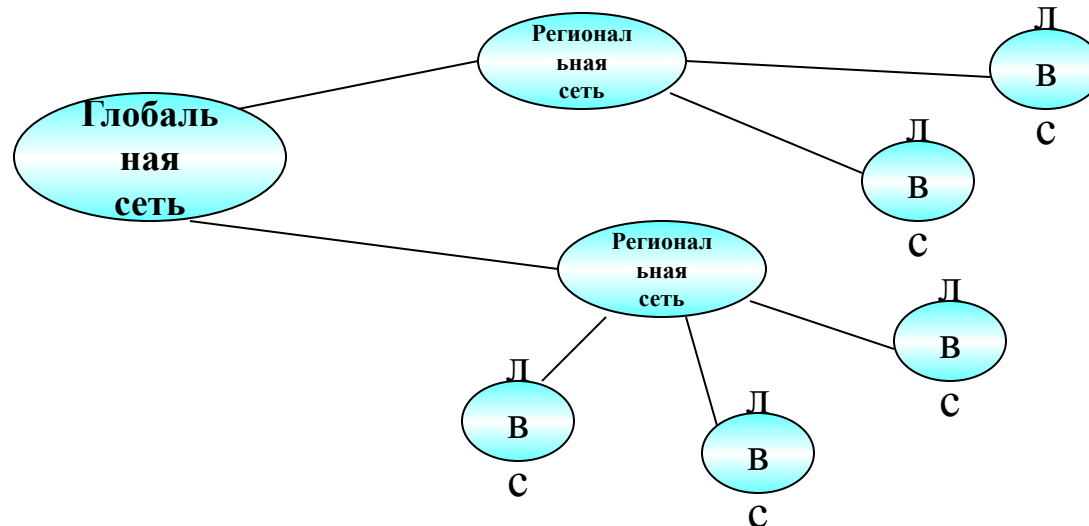 Глобаль
ная
сеть
Регионал
ьная
сеть
л
в
с
л
в
с
Регионал
ьная
сеть
л
в
с
л
в
с
л
в
с